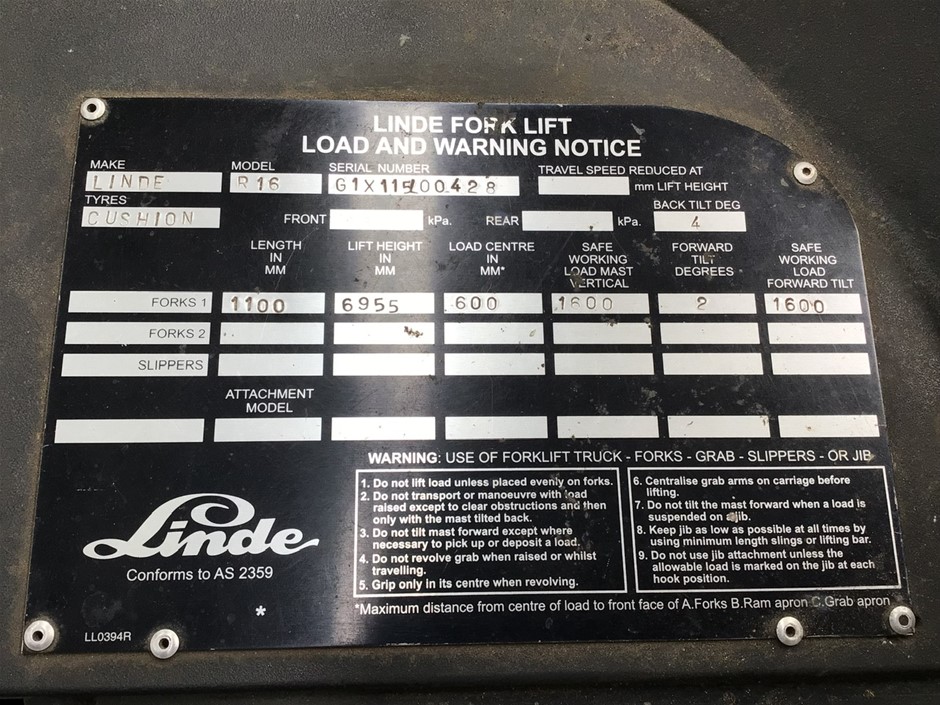 LINDE FORK LIFT
LOAD AND WARNING NOTICE
MAKE MODEL SERIAL NUMBER TRAVEL SPEED REDUCED AT
LINDE R16 G1X115J00428 mm LIFT HEIGHT
TYRES BACK TILT DEG
CUSHION FRONT kPa. REAR kPa. 4
LENGTH IN MM LIFT HEIGHT IN MM LOAD CENTRE IN MM* SAFE WORKING LOAD MAST VERTICAL FORWARD TILT DEGREES SAFE WORKING LOAD FORWARD TILT
FORKS 1 1100 6955 600 1600 2 1600
FORKS 2
SLIPPERS
ATTACHMENT
MODEL
WARNING: USE OF FORKLIFT TRUCK - FORKS - GRAB - SLIPPERS - OR JIB
1. Do not lift load unless placed evenly on forks.
2. Do not transport or manoeuvre with load
raised except to clear obstructions and then
only with the mast tilted back.
3. Do not tilt mast forward except where
necessary to pick up or deposit a load.
4. Do not revolve grab when raised or whilst
travelling.
5. Grip only in its centre when revolving.
6. Centralise grab arms on carriage before
lifting.
7. Do not tilt the mast forward when a load is
suspended on a jib.
8. Keep jib as low as possible at all times by
using minimum length slings or lifting bar.
9. Do not use jib attachment unless the
allowable load is marked on the jib at each
hook position.
Linde
Conforms to AS 2359
*
*Maximum distance from centre of load to front face of A.Forks B.Ram apron C.Grab apron
LL0394R